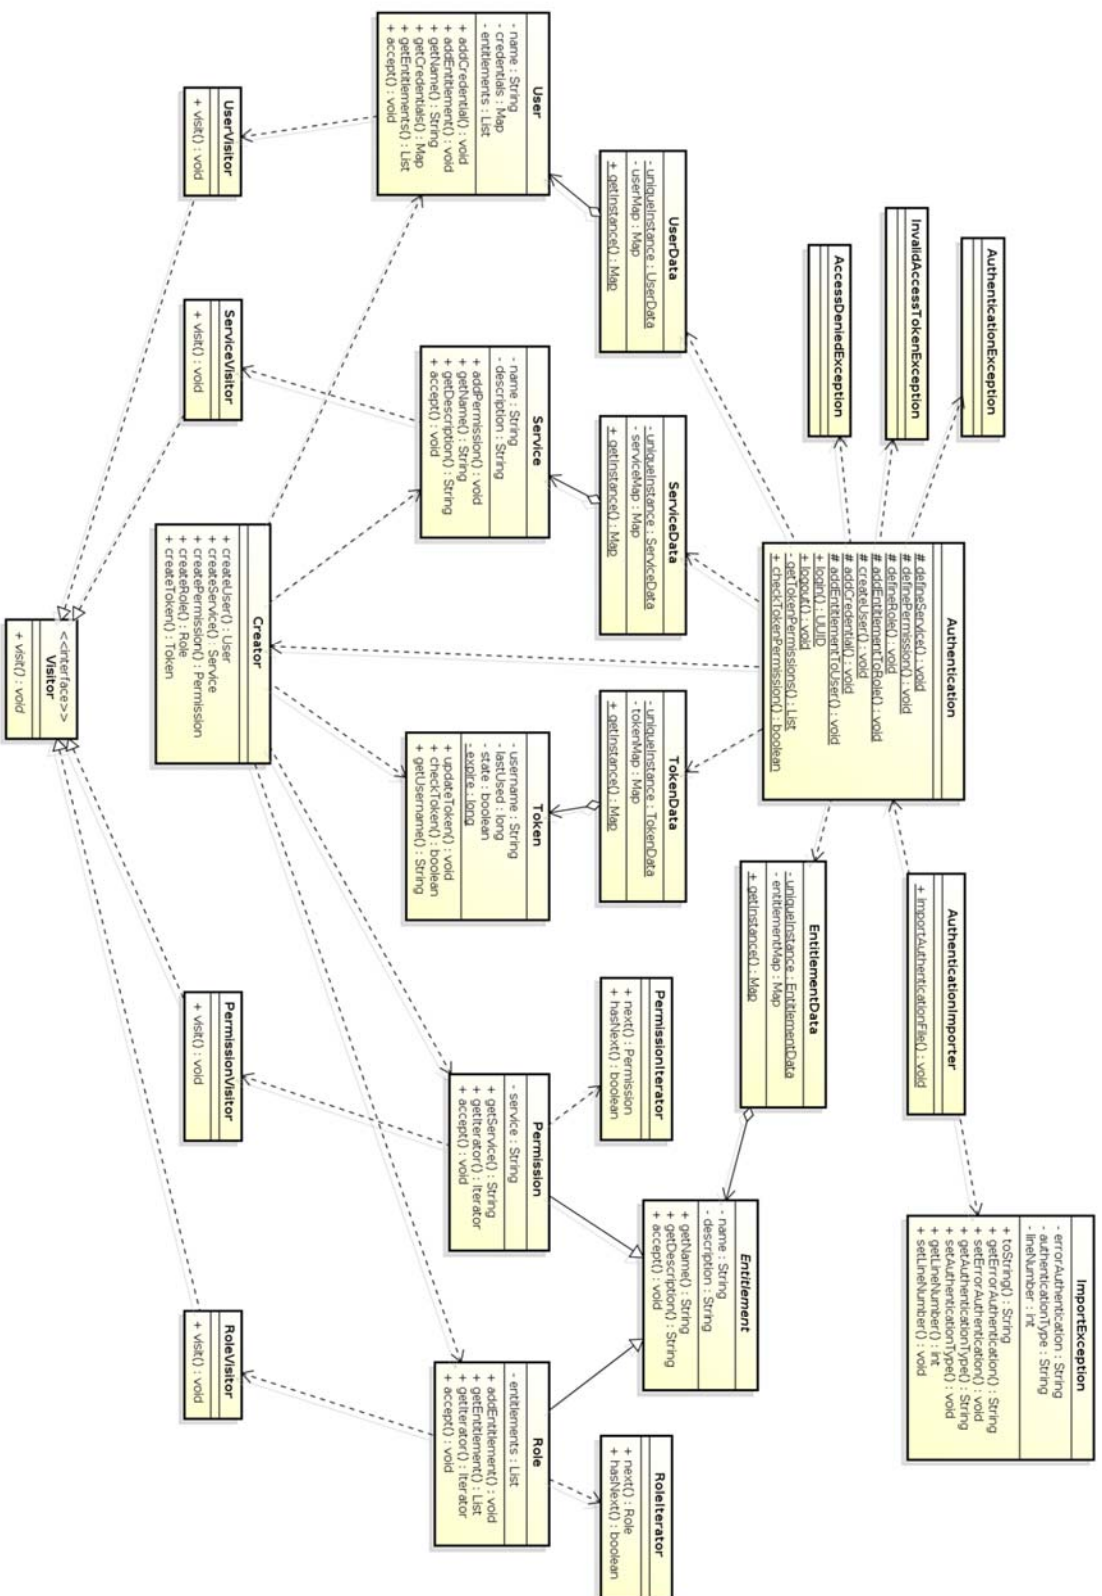 AuthenticationException
InvalidAccessTokenException
AccessDeniedException
Authentication
# defineService() : void
# definePermission() : void
# defineRole() : void
# addEntitlementToRole() : void
+ createUser() : void
# addCredential() : void
# addEntitlementToUser() : void
+ login() : UUID
+ logout() : void
- getTokenPermissions() : List
+ checkTokenPermission() : boolean
AuthenticationImporter
+ importAuthenticationFile() : void
ImportException
- errorAuthentication : String
- authenticationType : String
- lineNumber : int
+ toString() : String
+ getErrorAuthentication() : String
+ setErrorAuthentication() : void
+ getAuthenticationType() : String
+ setAuthenticationType() : void
+ getLineNumber() : int
+ setLineNumber() : void
UserData
- uniqueInstance : UserData
- userMap : Map
+ getInstance() : Map
ServiceData
- uniqueInstance : ServiceData
- serviceMap : Map
+ getInstance() : Map
TokenData
- uniqueInstance : TokenData
- tokenMap : Map
+ getInstance() : Map
EntitlementData
- uniqueInstance : EntitlementData
- entitlementMap : Map
+ getInstance() : Map
Entitlement
- name : String
- description : String
+ getName() : String
+ getDescription() : String
+ accept() : void
PermissionIterator
+ next() : Permission
+ hasNext() : boolean
RoleIterator
+ next() : Role
+ hasNext() : boolean
User
- name : String
- credentials : Map
- entitlements : List
+ addCredential() : void
+ addEntitlement() : void
+ getName() : String
+ getCredentials() : Map
+ getEntitlements() : List
+ accept() : void
Service
- name : String
- description : String
+ addPermission() : void
+ getName() : String
+ getDescription() : String
+ accept() : void
Token
- username : String
- lastUsed : long
- state : boolean
- expire : long
+ updateToken() : void
+ checkToken() : boolean
+ getUsername() : String
Permission
- service : String
+ getService() : String
+ getIterator() : Iterator
+ accept() : void
Role
- entitlements : List
+ addEntitlement() : void
+ getEntitlement() : List
+ getIterator() : Iterator
+ accept() : void
Creator
+ createUser() : User
+ createService() : Service
+ createPermission() : Permission
+ createRole() : Role
+ createToken() : Token
UserVisitor
+ visit() : void
ServiceVisitor
+ visit() : void
PermissionVisitor
+ visit() : void
RoleVisitor
+ visit() : void
<<interface>>
Visitor
+ visit() : void